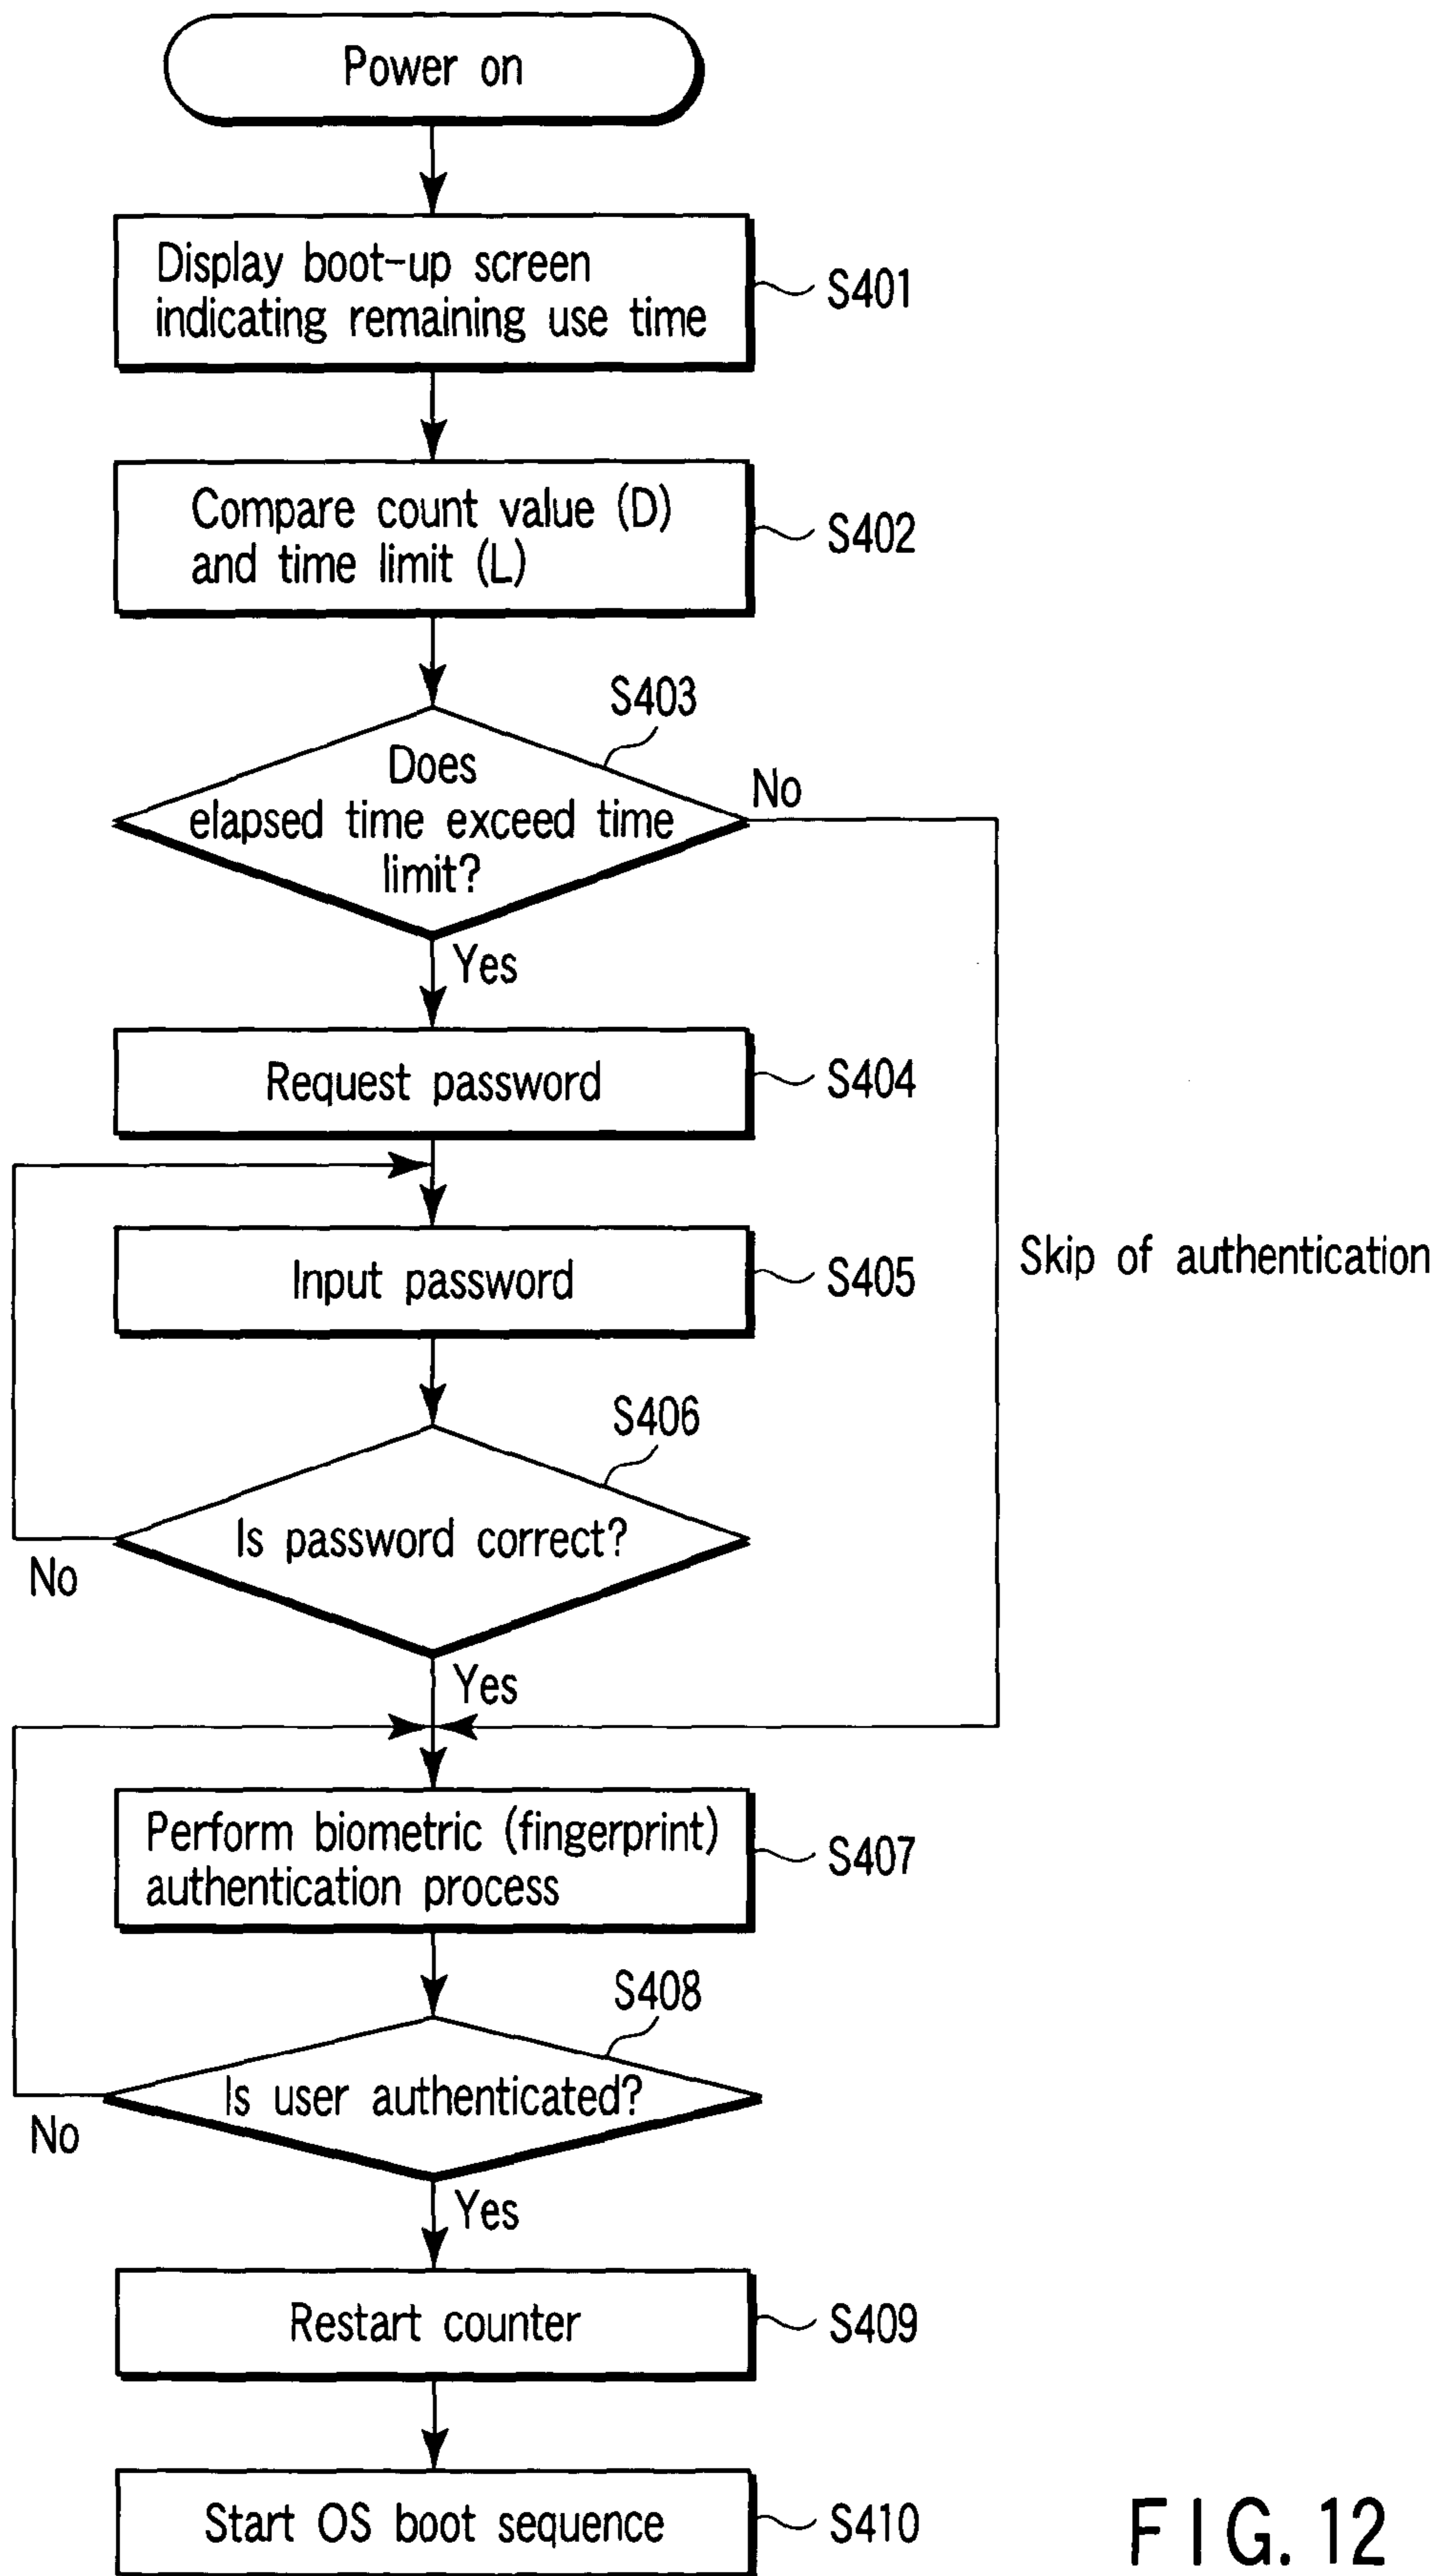 Power on
Display boot-up screen
indicating remaining use time
S401
Compare count value (D)
and time limit (L)
S402
S403
Does
elapsed time exceed time
limit?
No
Yes
Request password
S404
Input password
S405
Skip of authentication
S406
Is password correct?
No
Yes
Perform biometric (fingerprint)
authentication process
S407
S408
Is user authenticated?
No
Yes
Restart counter
S409
Start OS boot sequence
S410
FIG. 12